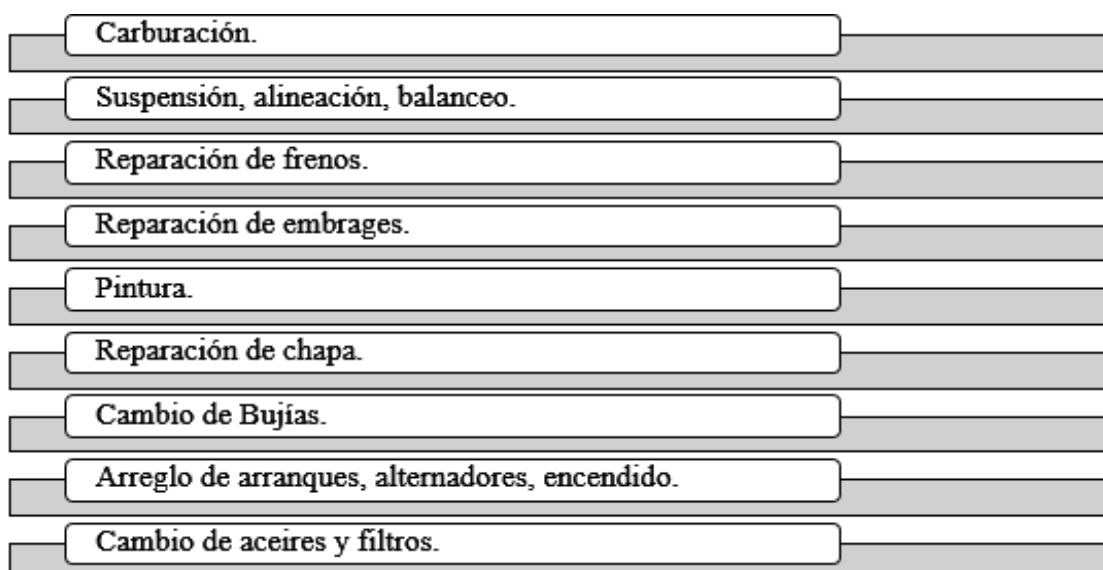 Carburación.
Suspensión, alineación, balanceo.
Reparación de frenos.
Reparación de embrages.
Pintura.
Reparación de chapa.
Cambio de Bujías.
Arreglo de arranques, alternadores, encendido.
Cambio de aceires y filtros.